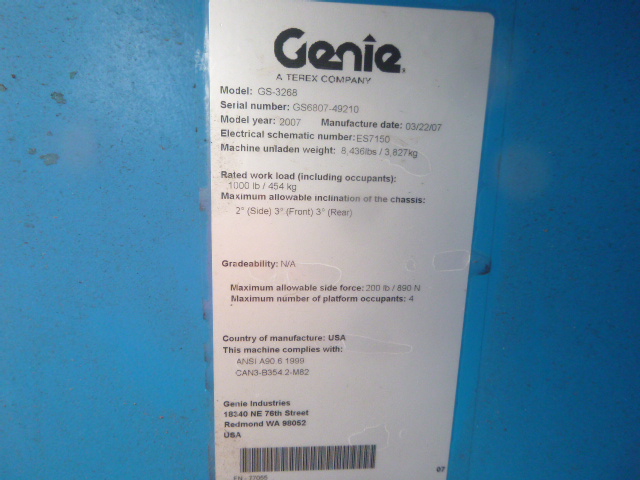 Genie
A TEREX COMPANY
Model: GS-3268
Serial number: GS6807-49210
Model year: 2007 Manufacture date: 03/22/07
Electrical schematic number: ES7150
Machine unladen weight: 8,436lbs / 3,827kg
Rated work load (including occupants):
1000 lb / 454 kg
Maximum allowable inclination of the chassis:
2° (Side) 3° (Front) 3° (Rear)
Gradeability: N/A
Maximum allowable side force: 200 lb / 890 N
Maximum number of platform occupants: 4
Country of manufacture: USA
This machine complies with:
ANSI A90.6 1999
CAN3-B354.2-M82
Genie Industries
18340 NE 76th Street
Redmond WA 98052
USA
07